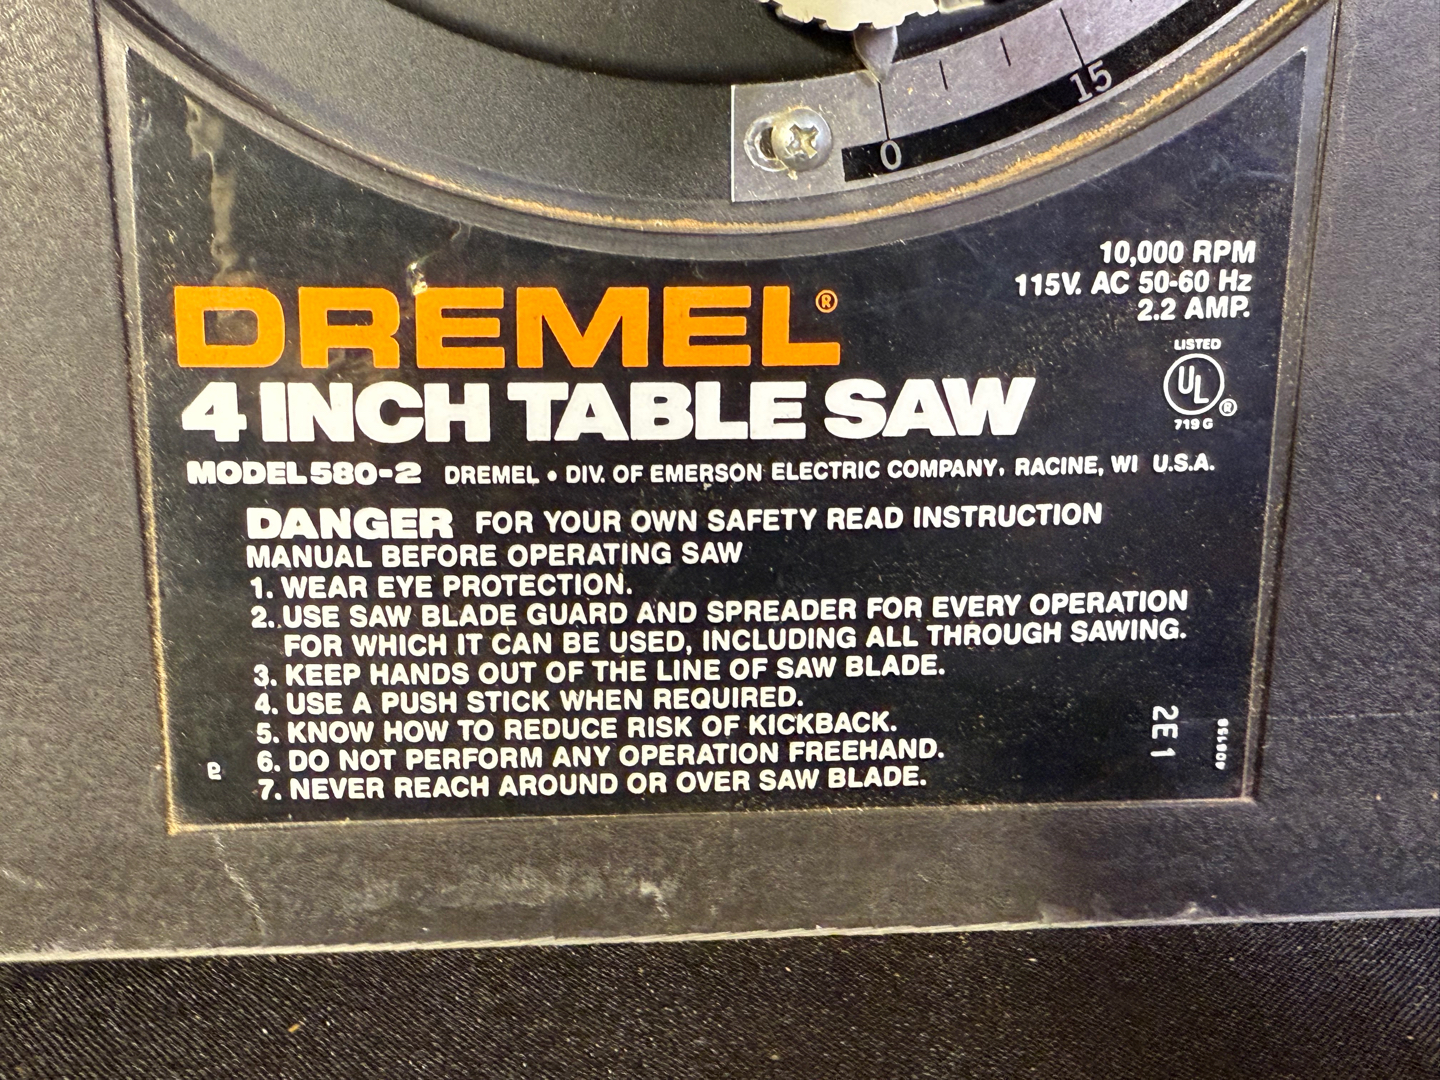 15
0
10,000 RPM
115V. AC 50-60 Hz
2.2 AMP.
DREMEL®
LISTED
UL®
719G
4 INCH TABLE SAW
MODEL 580-2 DREMEL • DIV. OF EMERSON ELECTRIC COMPANY, RACINE, WI U.S.A.
DANGER FOR YOUR OWN SAFETY READ INSTRUCTION
MANUAL BEFORE OPERATING SAW
1. WEAR EYE PROTECTION.
2. USE SAW BLADE GUARD AND SPREADER FOR EVERY OPERATION
FOR WHICH IT CAN BE USED, INCLUDING ALL THROUGH SAWING.
3. KEEP HANDS OUT OF THE LINE OF SAW BLADE.
4. USE A PUSH STICK WHEN REQUIRED.
5. KNOW HOW TO REDUCE RISK OF KICKBACK.
6. DO NOT PERFORM ANY OPERATION FREEHAND.
7. NEVER REACH AROUND OR OVER SAW BLADE.
2E1